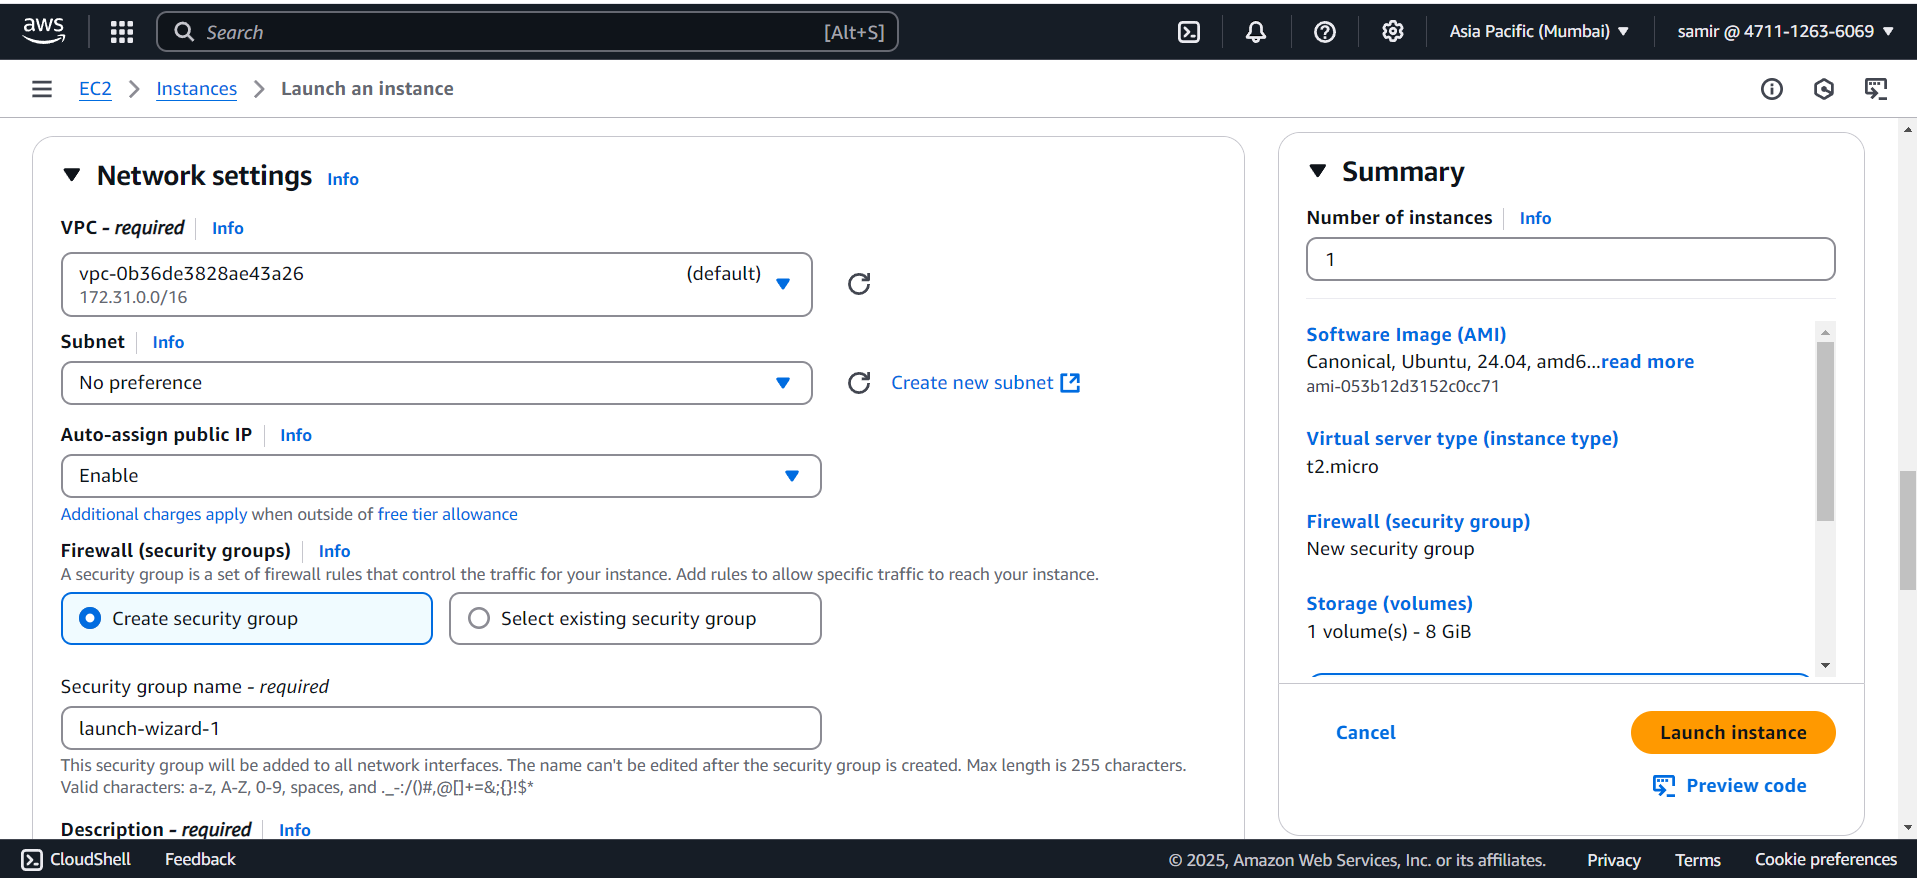 aws
Search [Alt+S]
Asia Pacific (Mumbai)
samir @ 4711-1263-6069
EC2 Instances Launch an instance
Network settings Info
VPC - required Info
vpc-0b36de3828ae43a26 (default)
172.31.0.0/16
Subnet Info
No preference
Create new subnet
Auto-assign public IP Info
Enable
Additional charges apply when outside of free tier allowance
Firewall (security groups) Info
A security group is a set of firewall rules that control the traffic for your instance. Add rules to allow specific traffic to reach your instance.
Create security group
Select existing security group
Security group name - required
launch-wizard-1
This security group will be added to all network interfaces. The name can't be edited after the security group is created. Max length is 255 characters.
Valid characters: a-z, A-Z, 0-9, spaces, and ._-:/()#,@[]+=&;{}!$*
Description - required Info
Summary
Number of instances Info
1
Software Image (AMI)
Canonical, Ubuntu, 24.04, amd6...read more
ami-053b12d3152c0cc71
Virtual server type (instance type)
t2.micro
Firewall (security group)
New security group
Storage (volumes)
1 volume(s) - 8 GiB
Cancel
Launch instance
Preview code
CloudShell Feedback
© 2025, Amazon Web Services, Inc. or its affiliates. Privacy Terms Cookie preferences